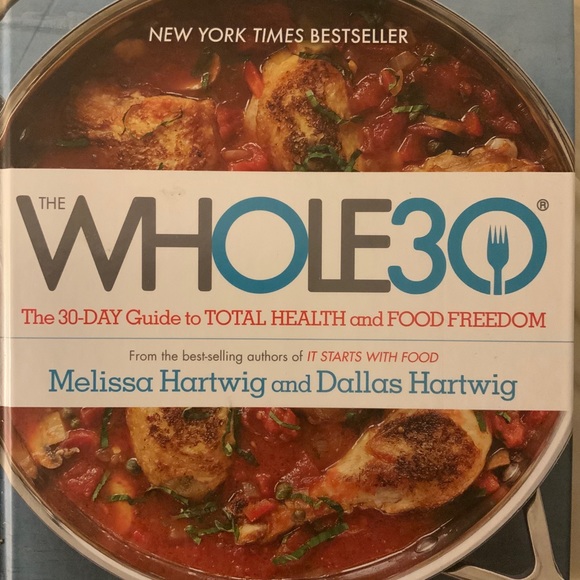 NEW YORK TIMES BESTSELLER
THE
WHOLE30®
The 30-DAY Guide to TOTAL HEALTH and FOOD FREEDOM
From the best-selling authors of IT STARTS WITH FOOD
Melissa Hartwig and Dallas Hartwig